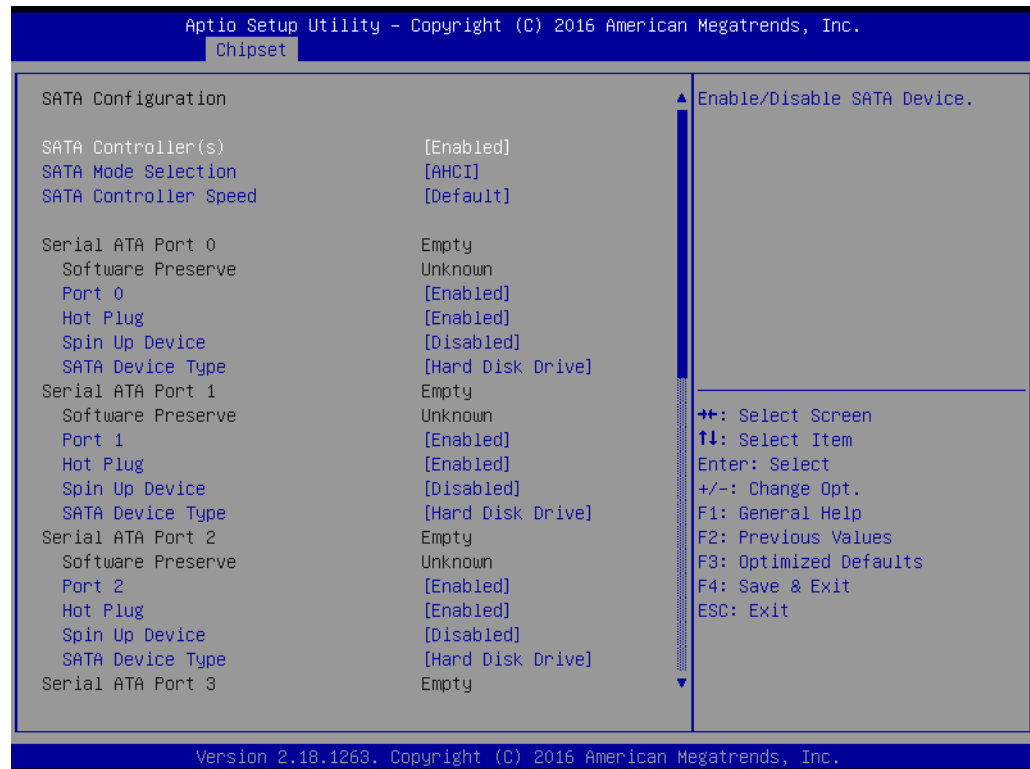 Aptio Setup Utility – Copyright (C) 2016 American Megatrends, Inc.
Chipset
SATA Configuration
SATA Controller(s) [Enabled]
SATA Mode Selection [AHCI]
SATA Controller Speed [Default]
Serial ATA Port 0 Empty
Software Preserve Unknown
Port 0 [Enabled]
Hot Plug [Enabled]
Spin Up Device [Disabled]
SATA Device Type [Hard Disk Drive]
Serial ATA Port 1 Empty
Software Preserve Unknown
Port 1 [Enabled]
Hot Plug [Enabled]
Spin Up Device [Disabled]
SATA Device Type [Hard Disk Drive]
Serial ATA Port 2 Empty
Software Preserve Unknown
Port 2 [Enabled]
Hot Plug [Enabled]
Spin Up Device [Disabled]
SATA Device Type [Hard Disk Drive]
Serial ATA Port 3 Empty
Enable/Disable SATA Device.
→←: Select Screen
↑↓: Select Item
Enter: Select
+/-: Change Opt.
F1: General Help
F2: Previous Values
F3: Optimized Defaults
F4: Save & Exit
ESC: Exit
Version 2.18.1263. Copyright (C) 2016 American Megatrends, Inc.